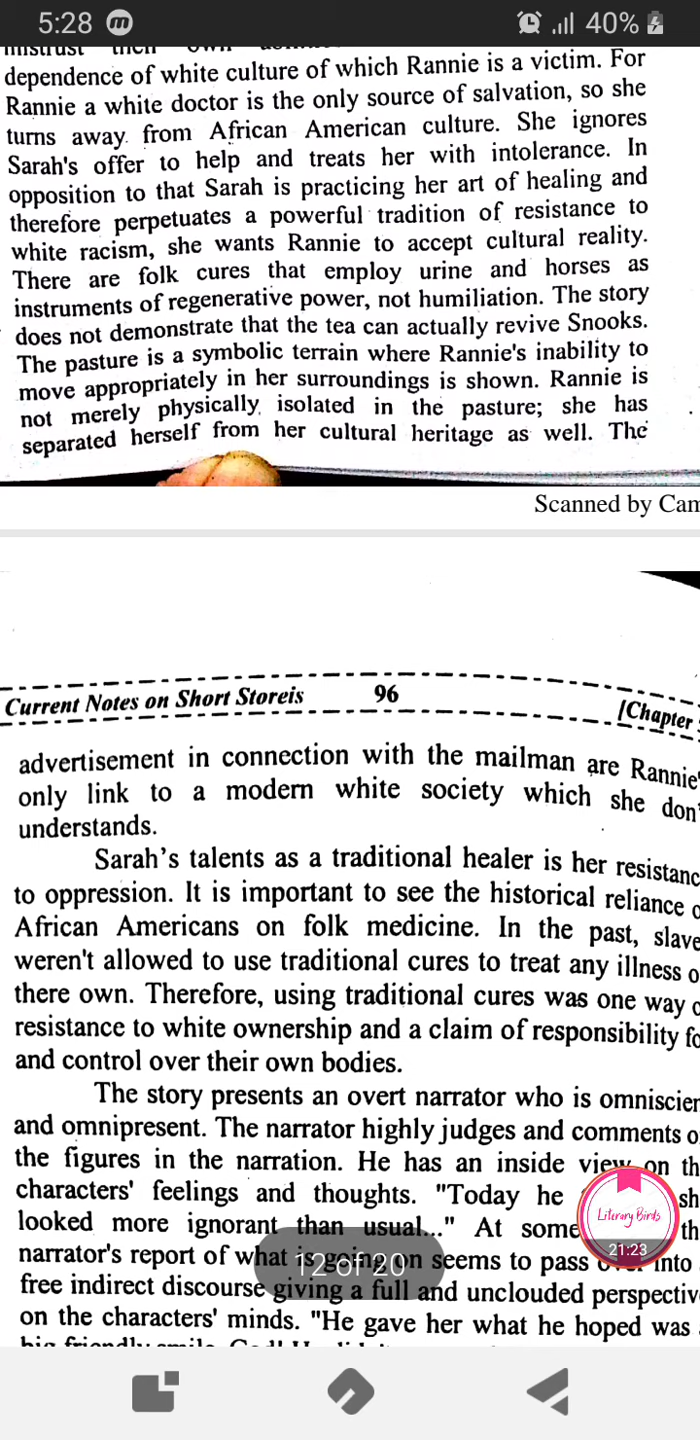 5:28 m 40%
dependence of white culture of which Rannie is a victim. For
Rannie a white doctor is the only source of salvation, so she
turns away from African American culture. She ignores
Sarah's offer to help and treats her with intolerance. In
opposition to that Sarah is practicing her art of healing and
therefore perpetuates a powerful tradition of resistance to
white racism, she wants Rannie to accept cultural reality.
There are folk cures that employ urine and horses as
instruments of regenerative power, not humiliation. The story
does not demonstrate that the tea can actually revive Snooks.
The pasture is a symbolic terrain where Rannie's inability to
move appropriately in her surroundings is shown. Rannie is
not merely physically isolated in the pasture; she has
separated herself from her cultural heritage as well. The
Scanned by Cam
Current Notes on Short Storeis 96 [Chapter
advertisement in connection with the mailman are Rannie'
only link to a modern white society which she don'
understands.
Sarah's talents as a traditional healer is her resistanc
to oppression. It is important to see the historical reliance o
African Americans on folk medicine. In the past, slave
weren't allowed to use traditional cures to treat any illness o
there own. Therefore, using traditional cures was one way o
resistance to white ownership and a claim of responsibility fo
and control over their own bodies.
The story presents an overt narrator who is omniscien
and omnipresent. The narrator highly judges and comments o
the figures in the narration. He has an inside view on th
characters' feelings and thoughts. "Today he sh
looked more ignorant than usual..." At some th
Literary Birds
21:23
narrator's report of what is going on seems to pass over into
12 of 20
free indirect discourse giving a full and unclouded perspectiv
on the characters' minds. "He gave her what he hoped was